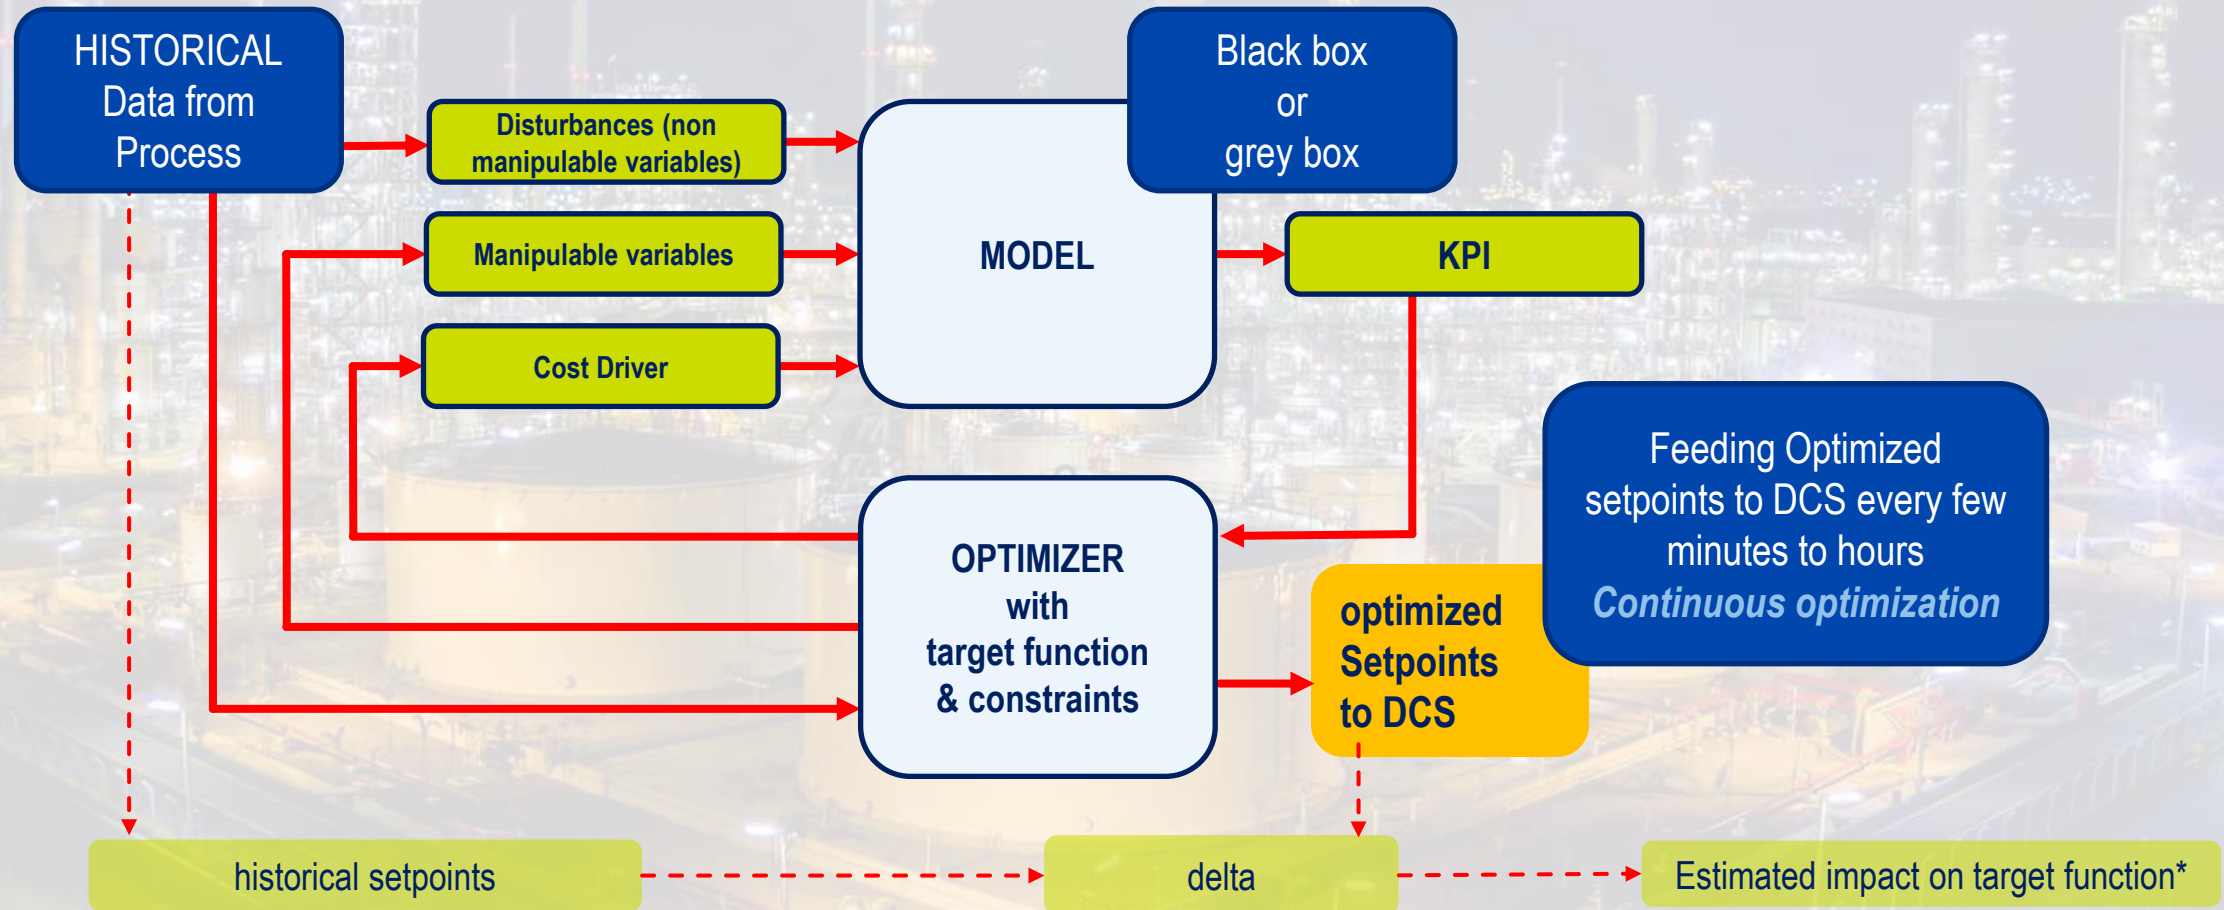 HISTORICAL
Data from
Process
Black box
or
grey box
Disturbances (non
manipulable variables)
Manipulable variables
MODEL
KPI
Cost Driver
Feeding Optimized
setpoints to DCS every few
minutes to hours
Continuous optimization
OPTIMIZER
with
target function
& constraints
optimized
Setpoints
to DCS
historical setpoints
delta
Estimated impact on target function*